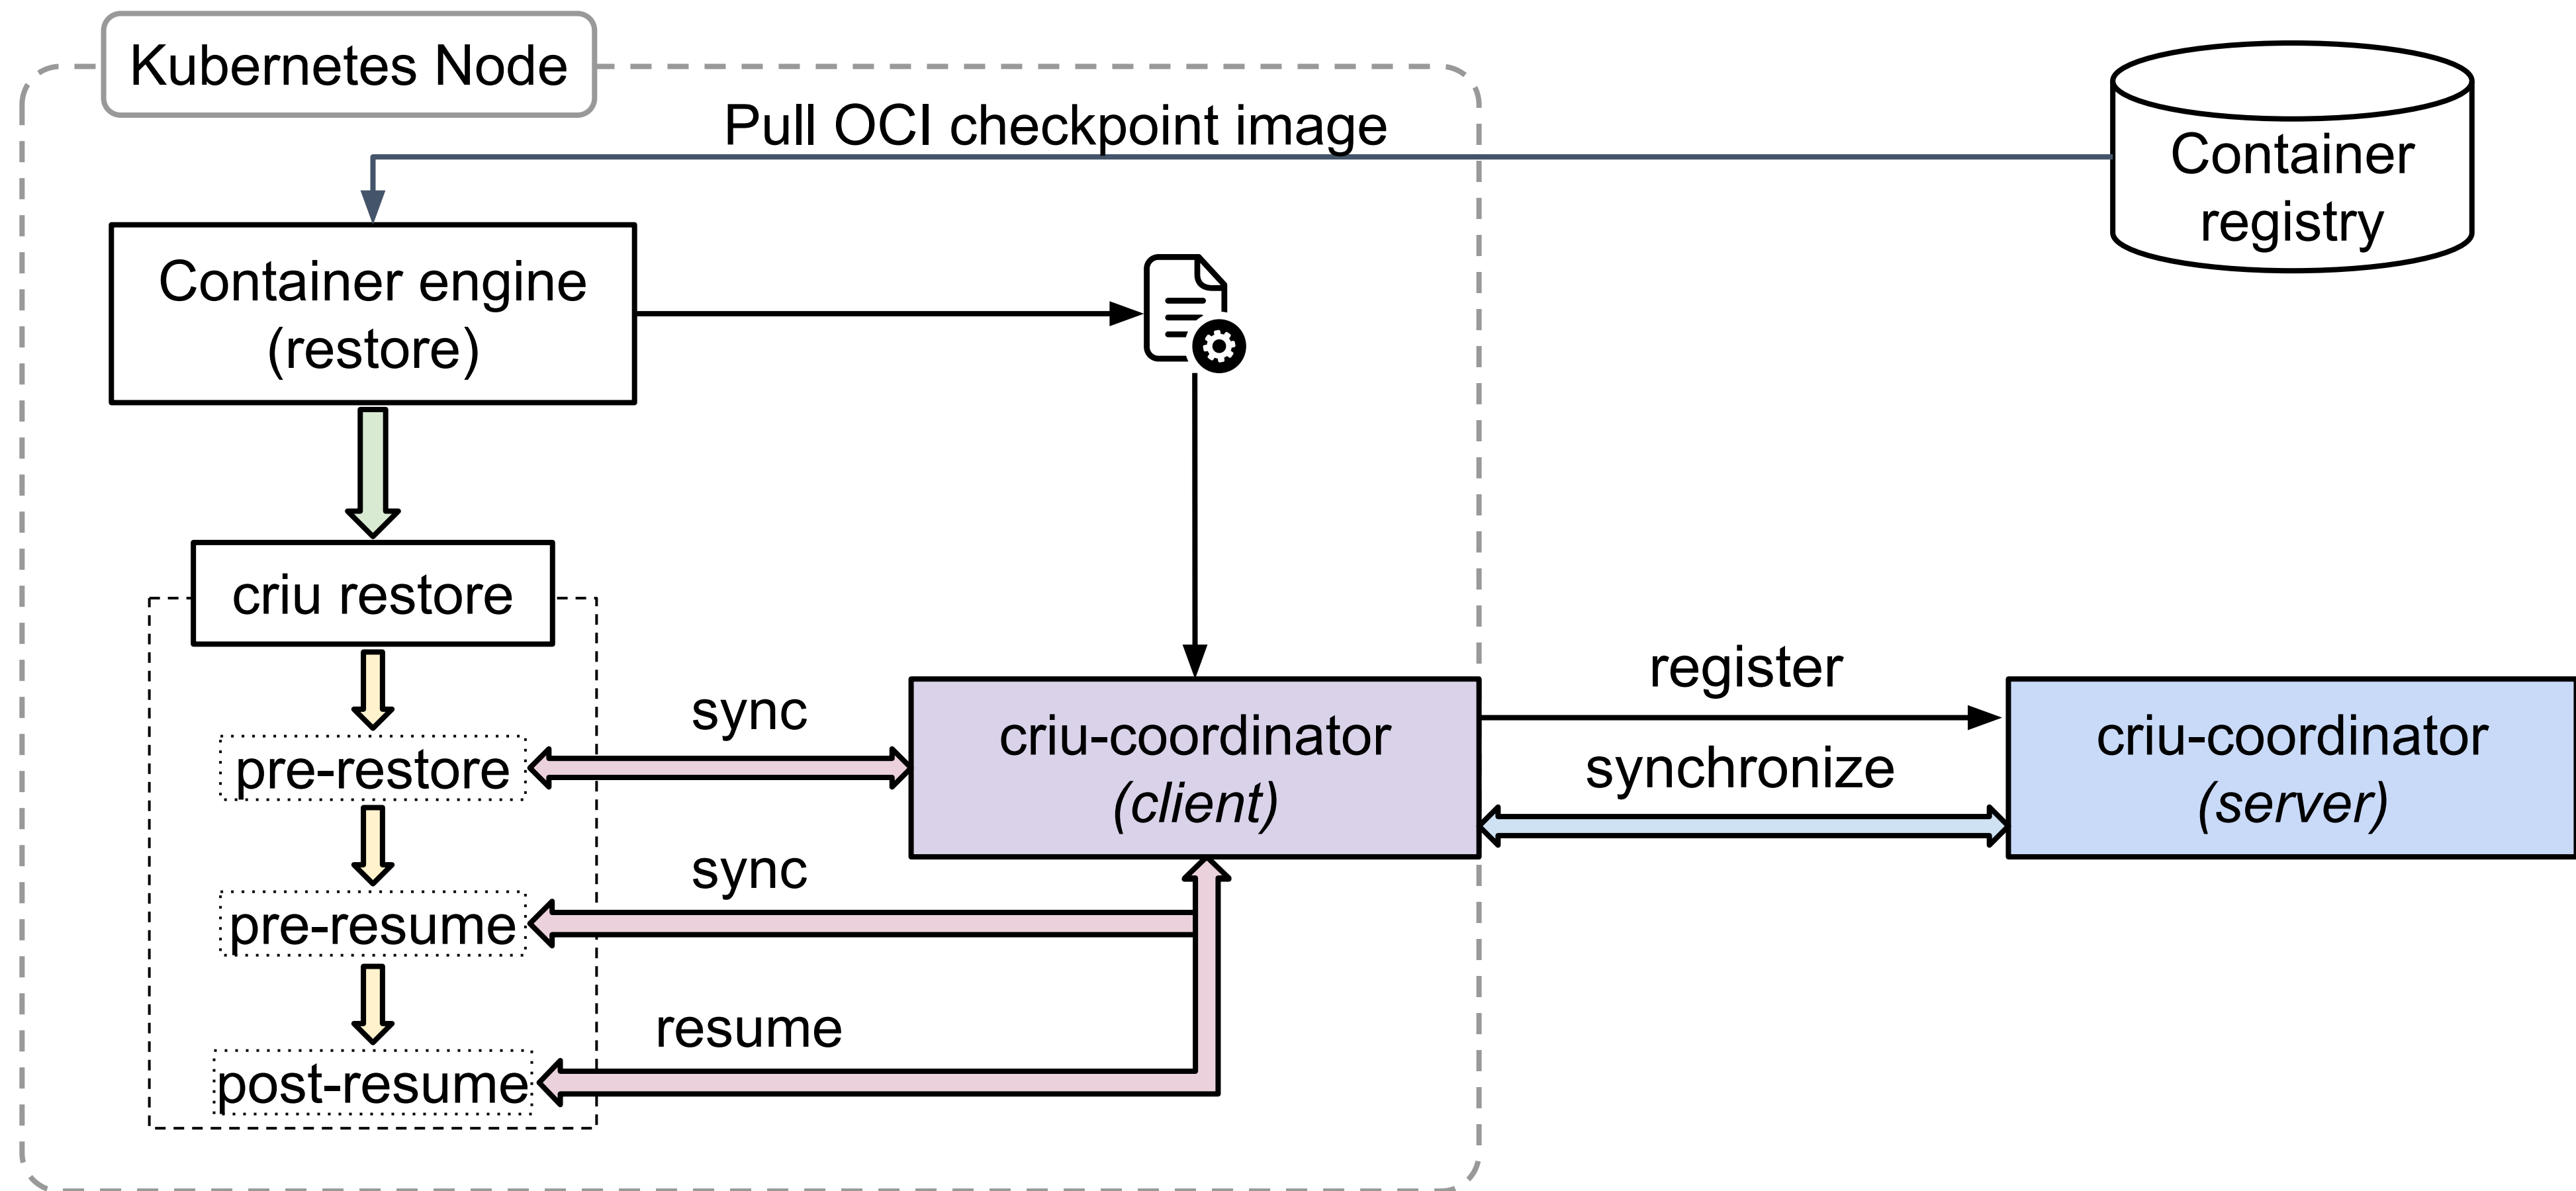 Kubernetes Node
Pull OCI checkpoint image
Container
registry
Container engine
(restore)
criu restore
pre-restore
sync
criu-coordinator
(client)
register
synchronize
criu-coordinator
(server)
pre-resume
sync
post-resume
resume